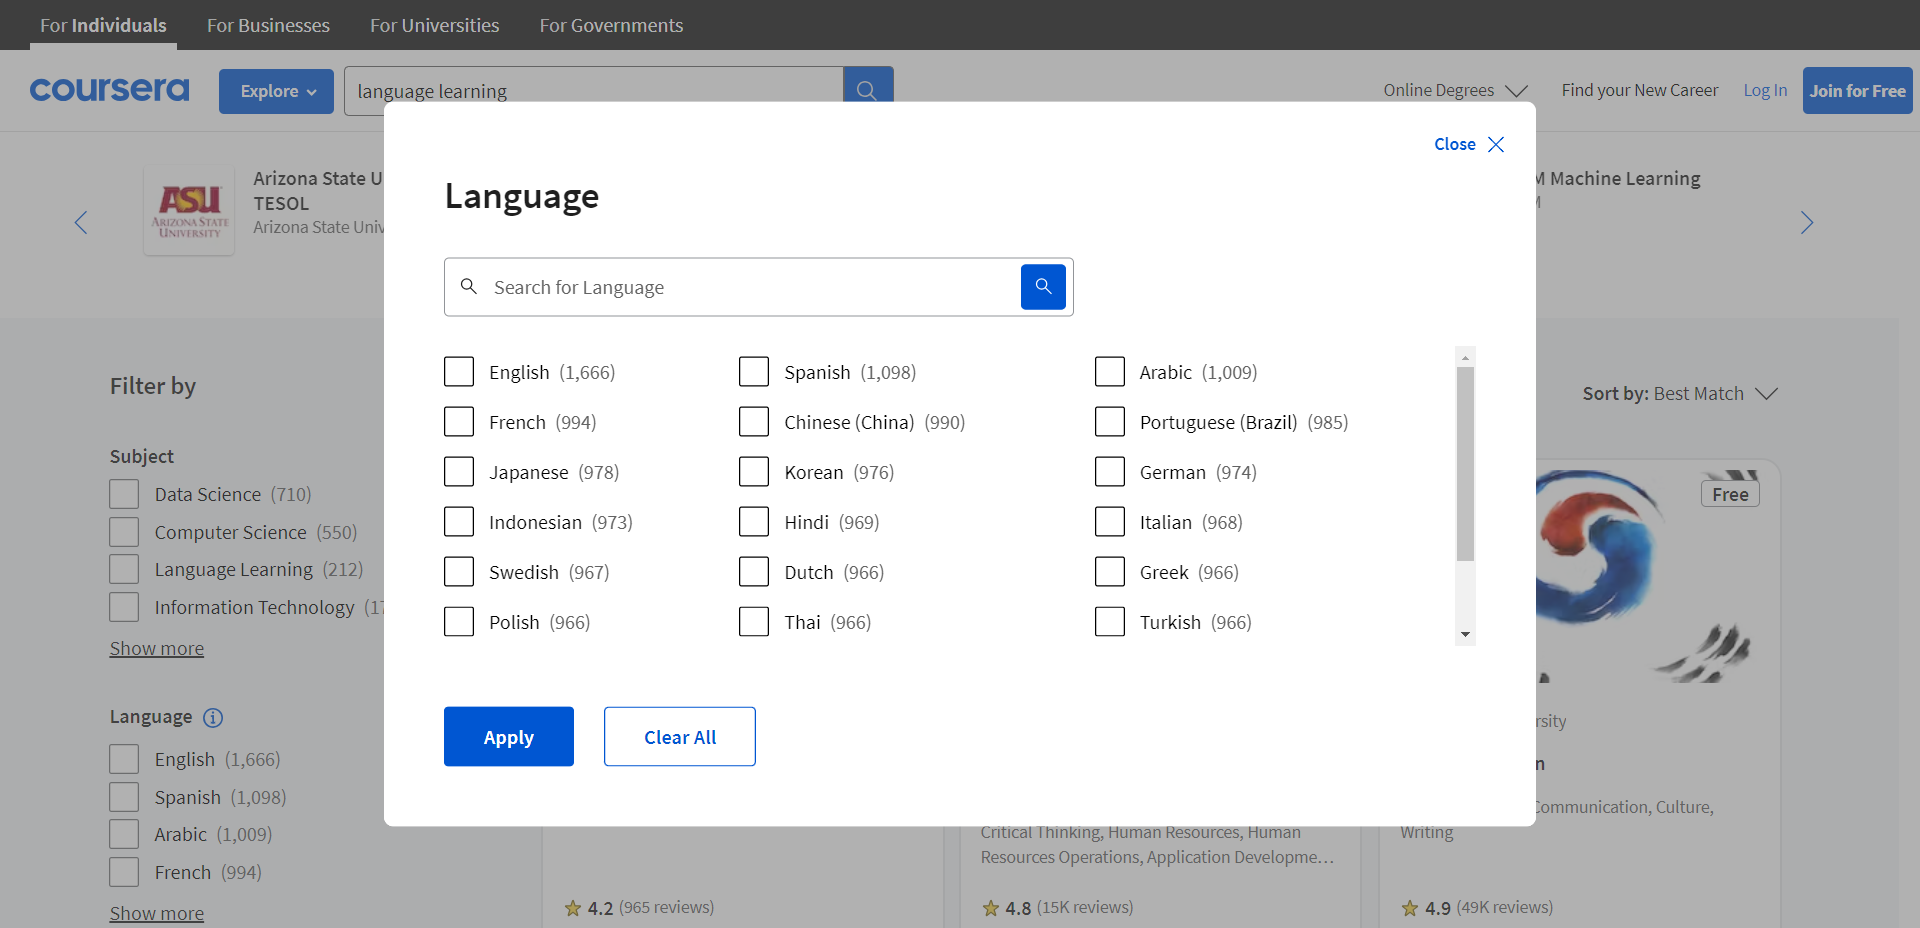 For Individuals For Businesses For Universities For Governments
coursera Explore language learning Online Degrees Find your New Career Log In Join for Free
Close
ASU
ARIZONA STATE
UNIVERSITY
Arizona State U
TESOL
Arizona State Univ
Machine Learning
Language
Search for Language
English (1,666) Spanish (1,098) Arabic (1,009)
French (994) Chinese (China) (990) Portuguese (Brazil) (985)
Japanese (978) Korean (976) German (974)
Indonesian (973) Hindi (969) Italian (968)
Swedish (967) Dutch (966) Greek (966)
Polish (966) Thai (966) Turkish (966)
Apply Clear All
Filter by
Sort by: Best Match
Subject
Data Science (710)
Computer Science (550)
Language Learning (212)
Information Technology (17
Show more
Language
English (1,666)
Spanish (1,098)
Arabic (1,009)
French (994)
Show more
4.2 (965 reviews)
Critical Thinking, Human Resources, Human
Resources Operations, Application Developme…
4.8 (15K reviews)
Free
rsity
n
Communication, Culture,
Writing
4.9 (49K reviews)